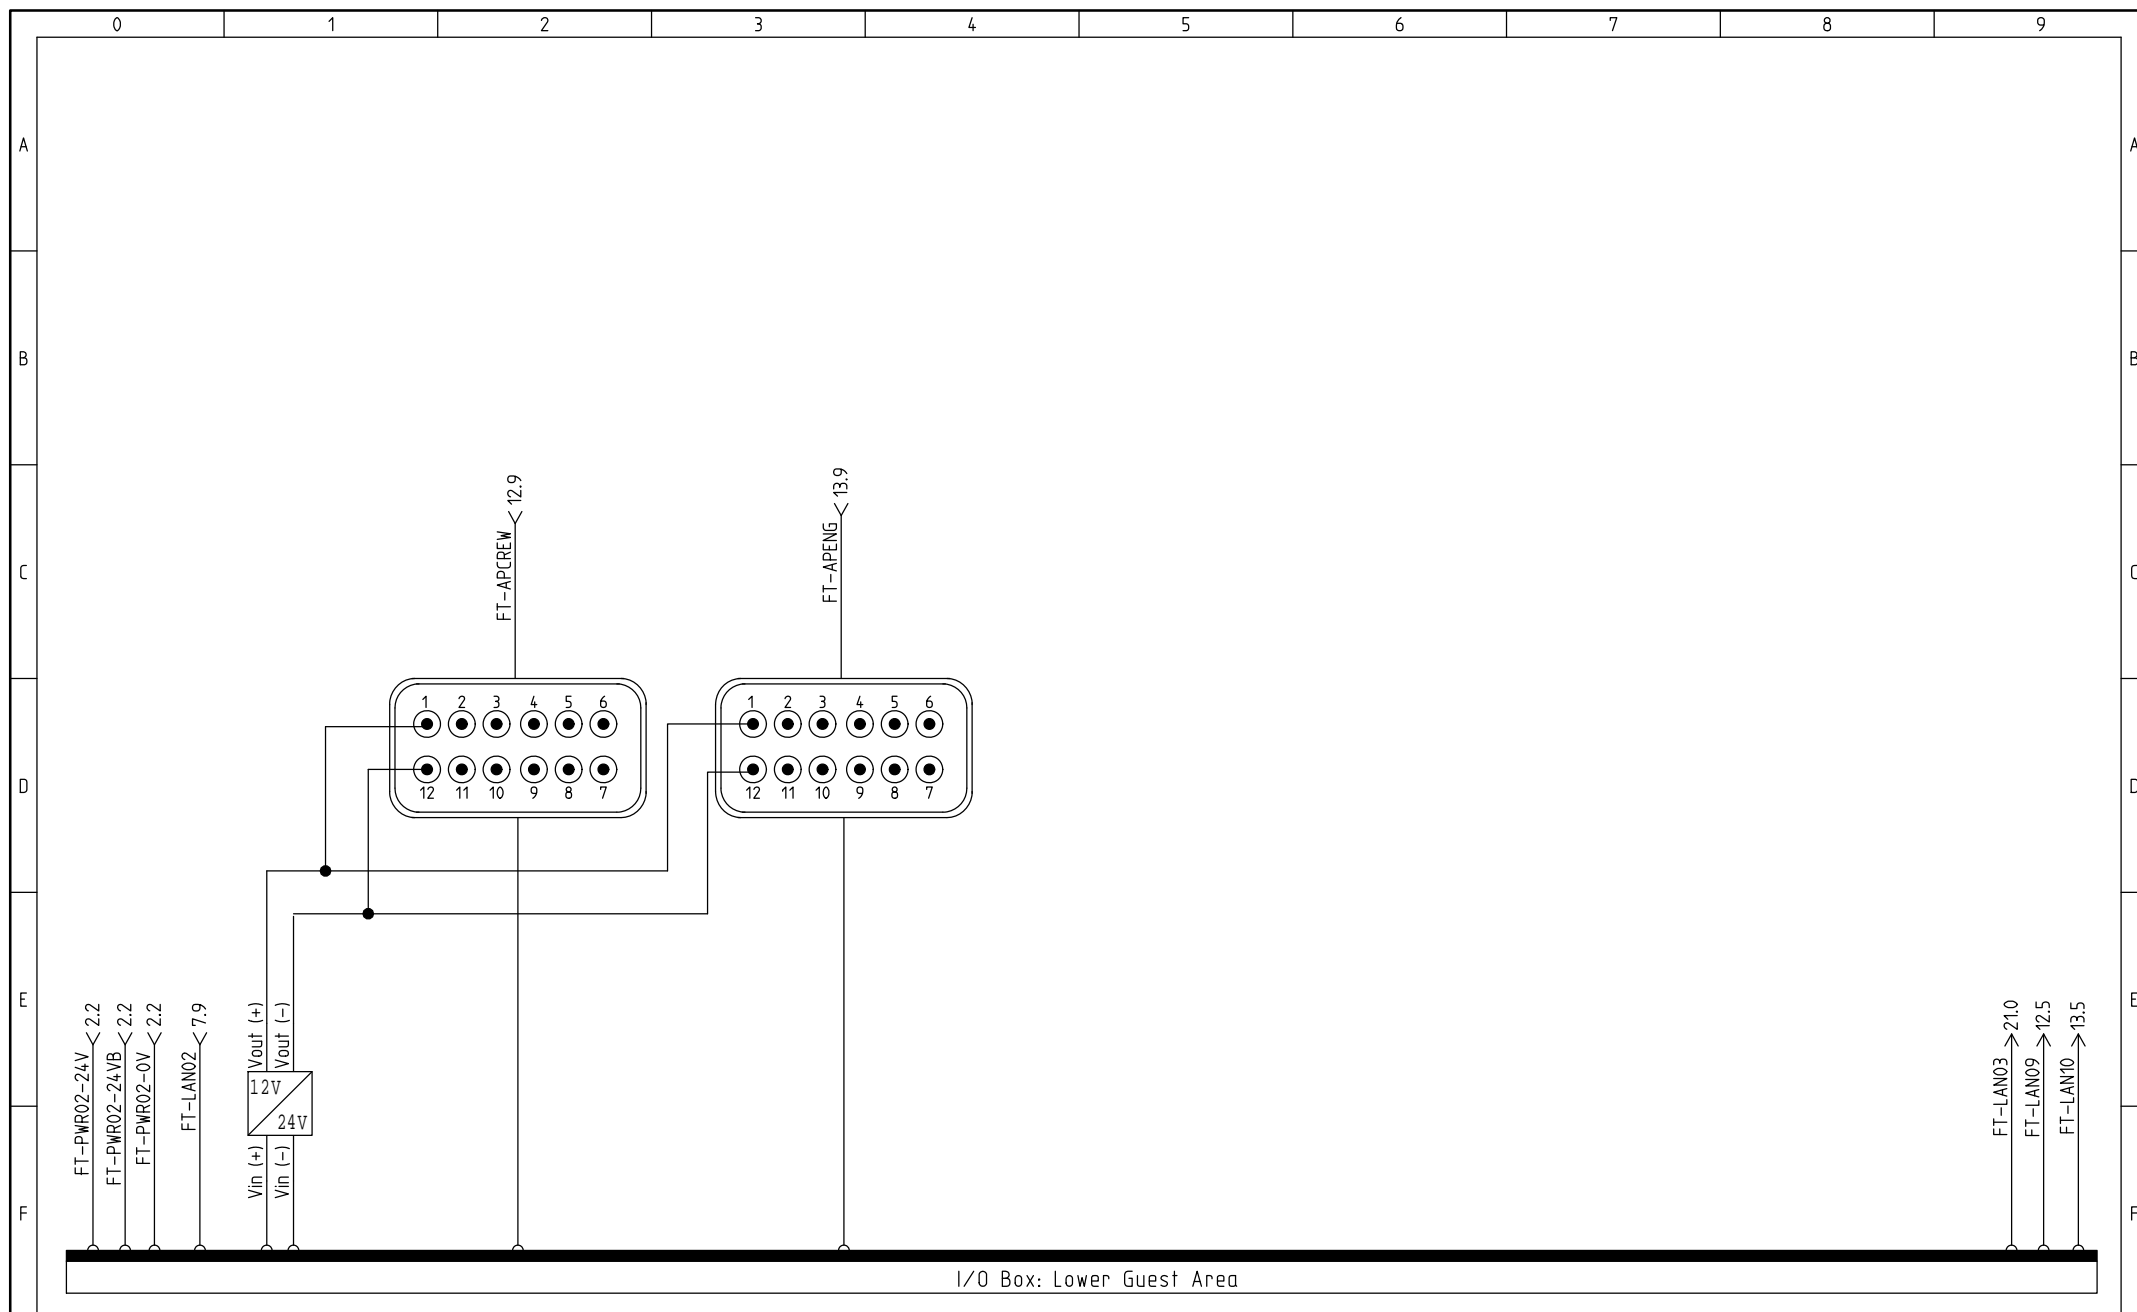 0 1 2 3 4 5 6 7 8 9
A A
B B
C C
D D
E E
F F
12.9
FT-APCREW
13.9
FT-APENG
1 2 3 4 5 6
12 11 10 9 8 7
1 2 3 4 5 6
12 11 10 9 8 7
2.2
FT-PWR02-24V
2.2
FT-PWR02-24VB
2.2
FT-PWR02-0V
7.9
FT-LAN02
Vout (+)
Vout (-)
12V
24V
Vin (+)
Vin (-)
21.0
FT-LAN03
12.5
FT-LAN09
13.5
FT-LAN10
I/O Box: Lower Guest Area